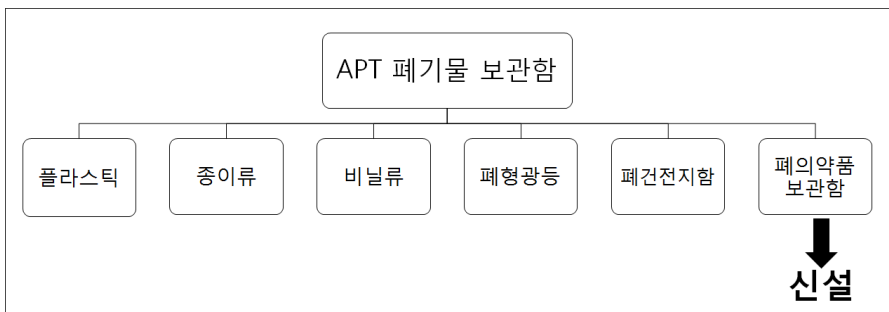 APT 폐기물 보관함
플라스틱
종이류
비닐류
폐형광등
폐건전지함
폐의약품
보관함
신설